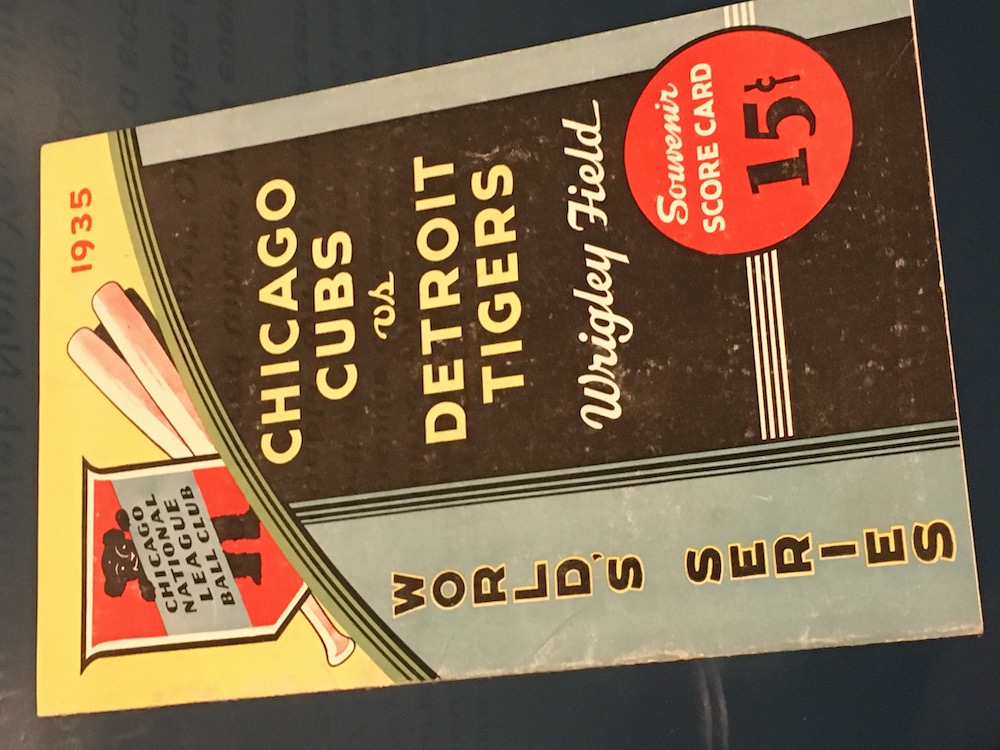 1935
CHICAGO
NATIONAL
LEAGUE
BALL CLUB
CHICAGO
CUBS
vs
DETROIT
TIGERS
Wrigley Field
WORLD'S SERIES
Souvenir
SCORE CARD
15¢